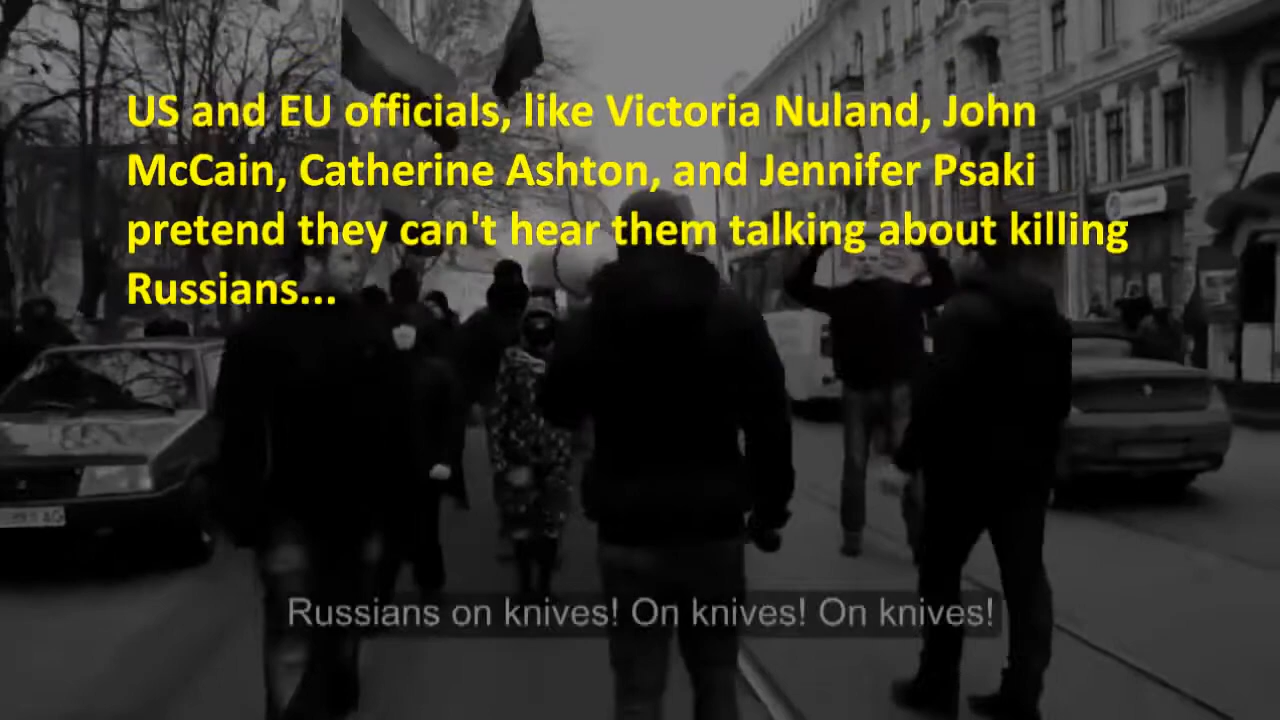 US and EU officials, like Victoria Nuland, John
McCain, Catherine Ashton, and Jennifer Psaki
pretend they can't hear them talking about killing
Russians...
Russians on knives! On knives! On knives!